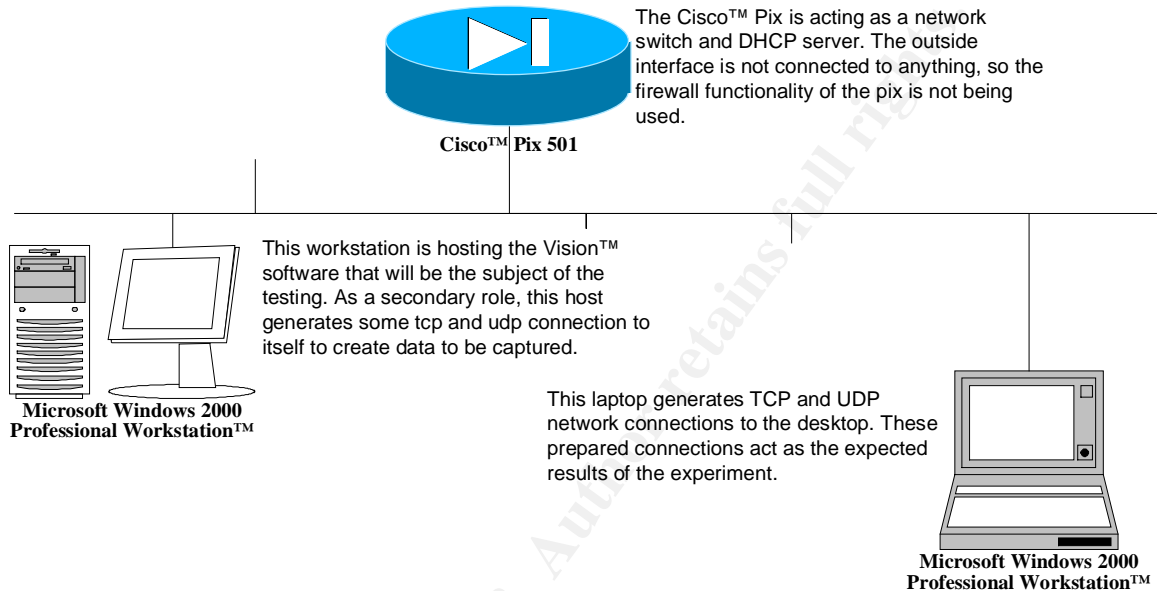 The Cisco™ Pix is acting as a network
switch and DHCP server. The outside
interface is not connected to anything, so the
firewall functionality of the pix is not being
used.
Cisco™ Pix 501
This workstation is hosting the Vision™
software that will be the subject of the
testing. As a secondary role, this host
generates some tcp and udp connection to
itself to create data to be captured.
Microsoft Windows 2000
Professional Workstation™
This laptop generates TCP and UDP
network connections to the desktop. These
prepared connections act as the expected
results of the experiment.
Microsoft Windows 2000
Professional Workstation™
Author retains full rights.